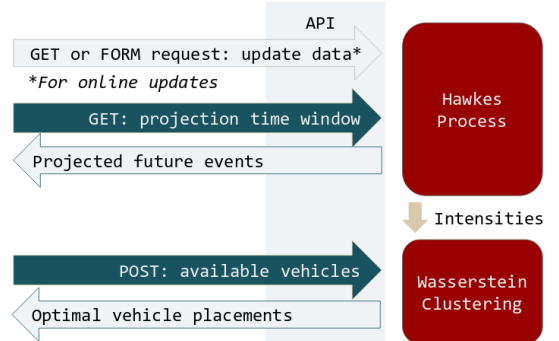 API
GET or FORM request: update data*
*For online updates
GET: projection time window
Projected future events
Hawkes
Process
Intensities
POST: available vehicles
Optimal vehicle placements
Wasserstein
Clustering